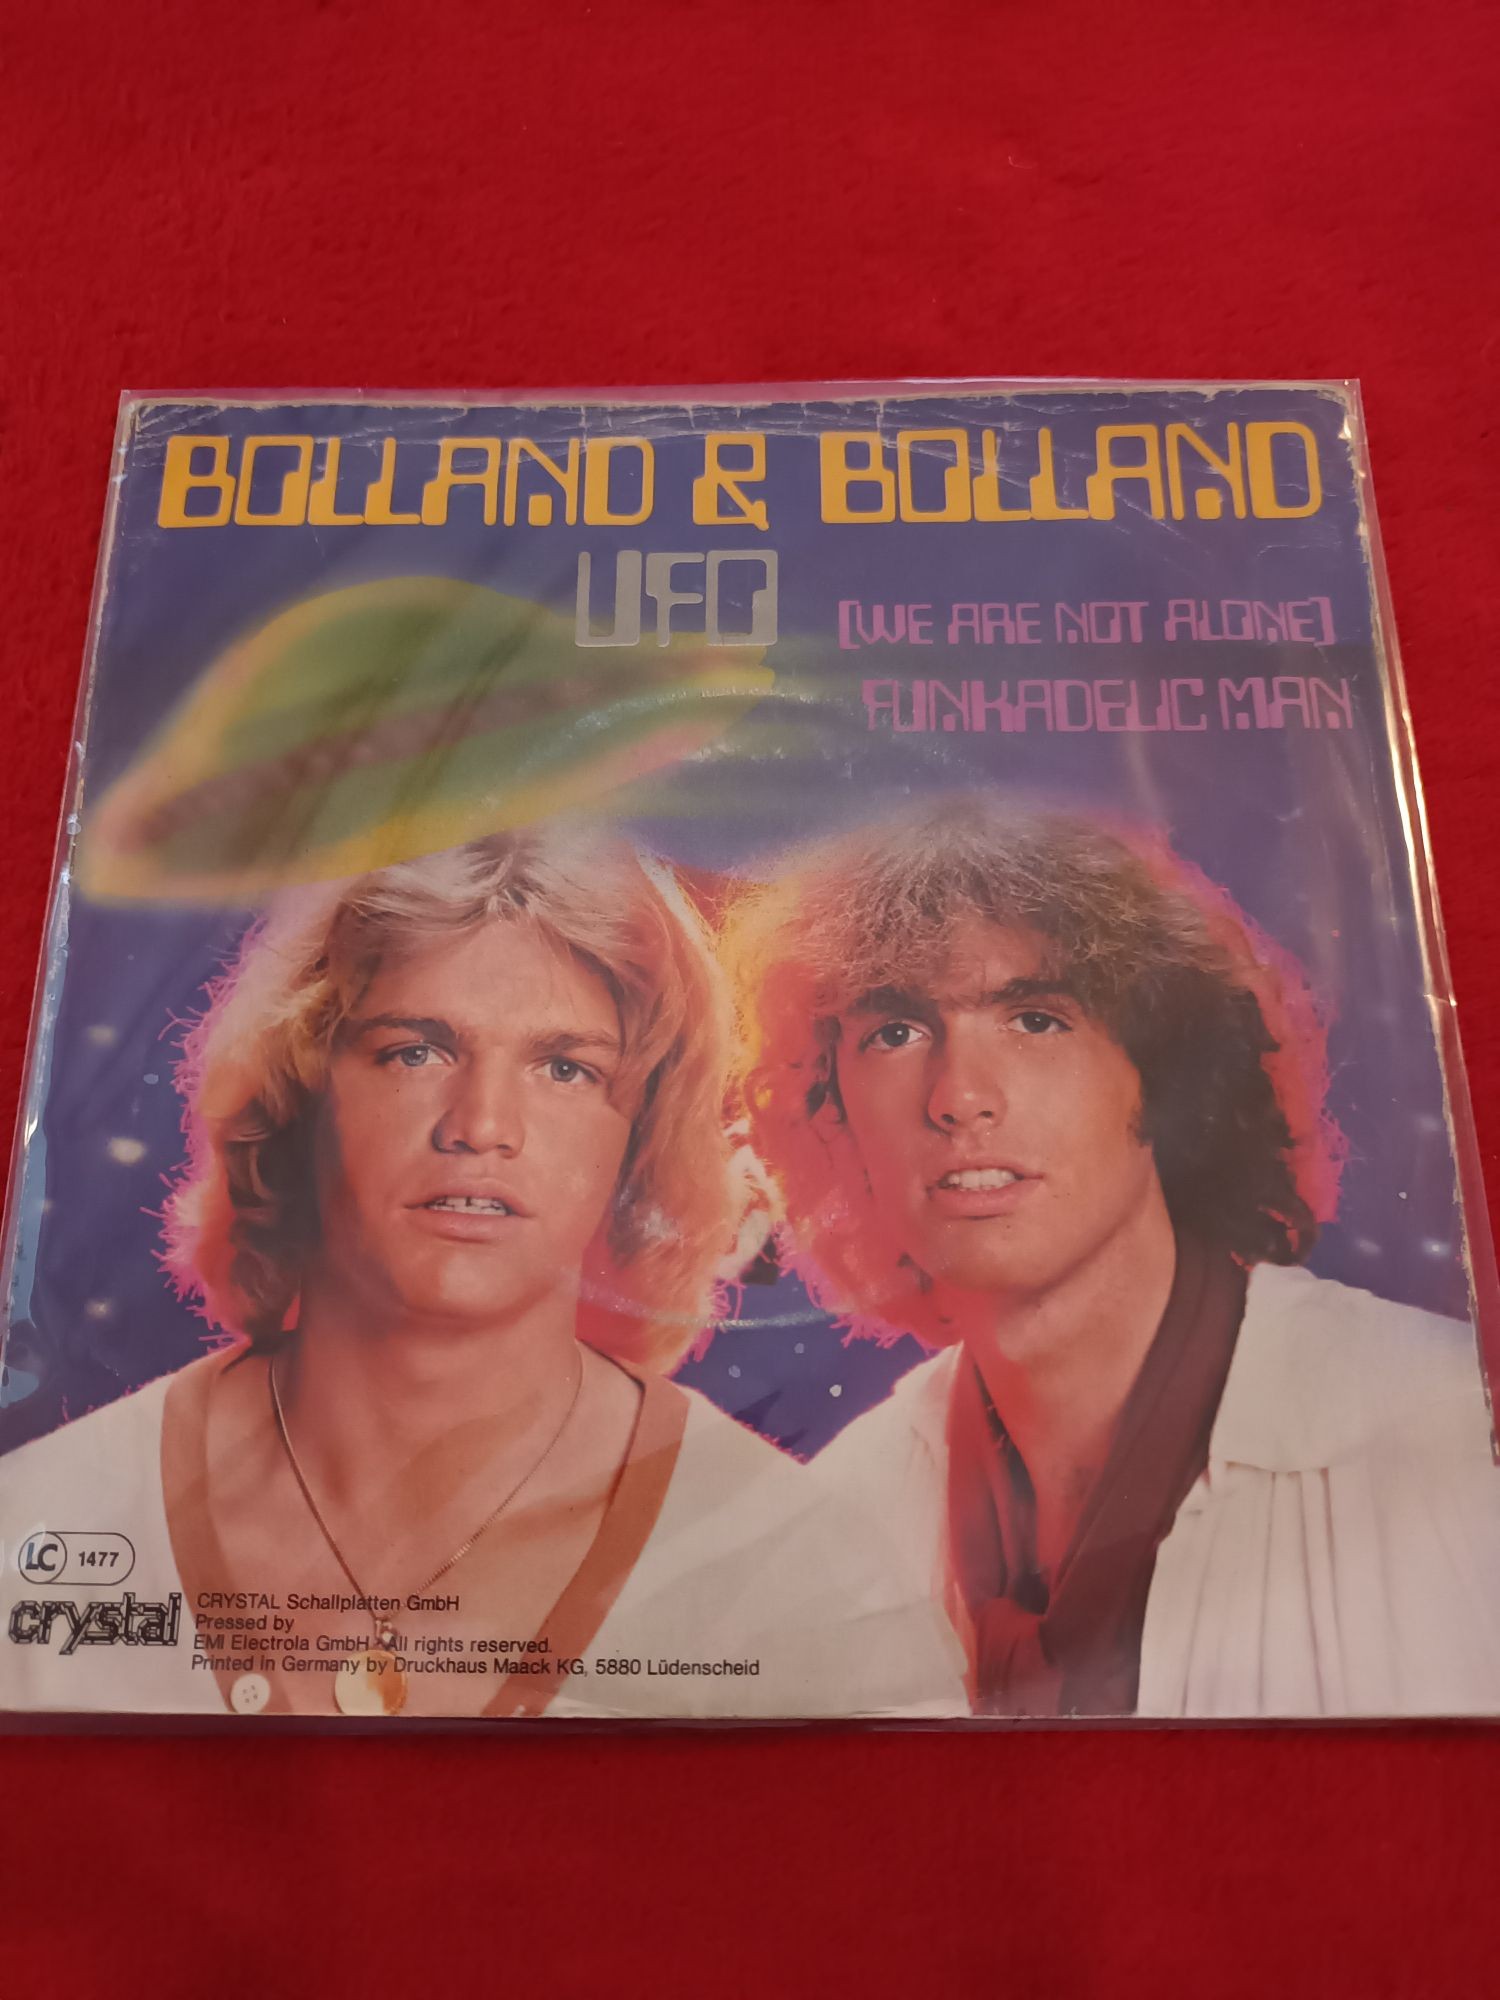 BOLLAND & BOLLAND
UFO
(WE ARE NOT ALONE)
FUNKADELIC MAN
LC 1477
crystal
CRYSTAL Schallplatten GmbH
Pressed by
EMI Electrola GmbH · All rights reserved.
Printed in Germany by Druckhaus Maack KG, 5880 Lüdenscheid